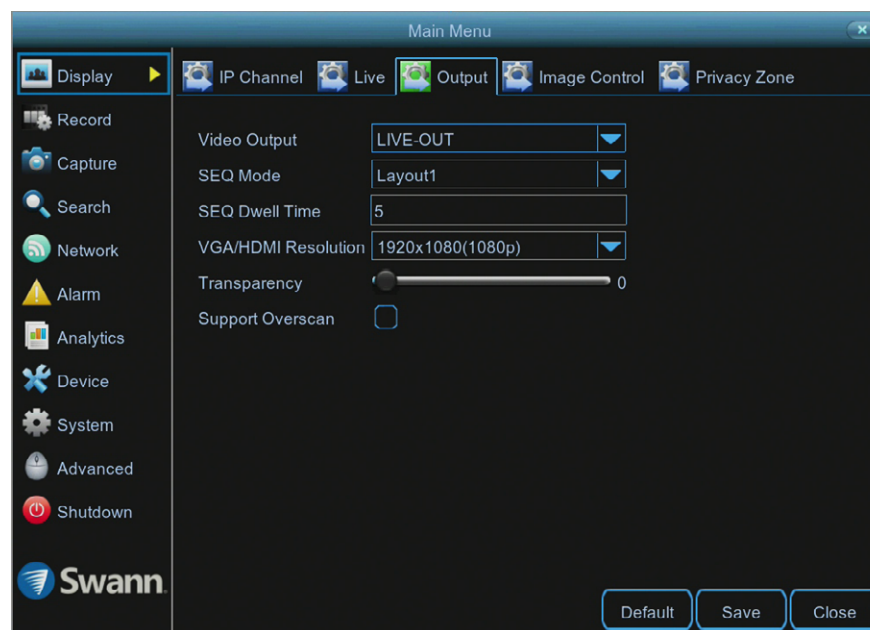 Main Menu
Display
Record
Capture
Search
Network
Alarm
Analytics
Device
System
Advanced
Shutdown
Swann
IP Channel Live Output Image Control Privacy Zone
Video Output LIVE-OUT
SEQ Mode Layout1
SEQ Dwell Time 5
VGA/HDMI Resolution 1920x1080(1080p)
Transparency 0
Support Overscan
Default Save Close